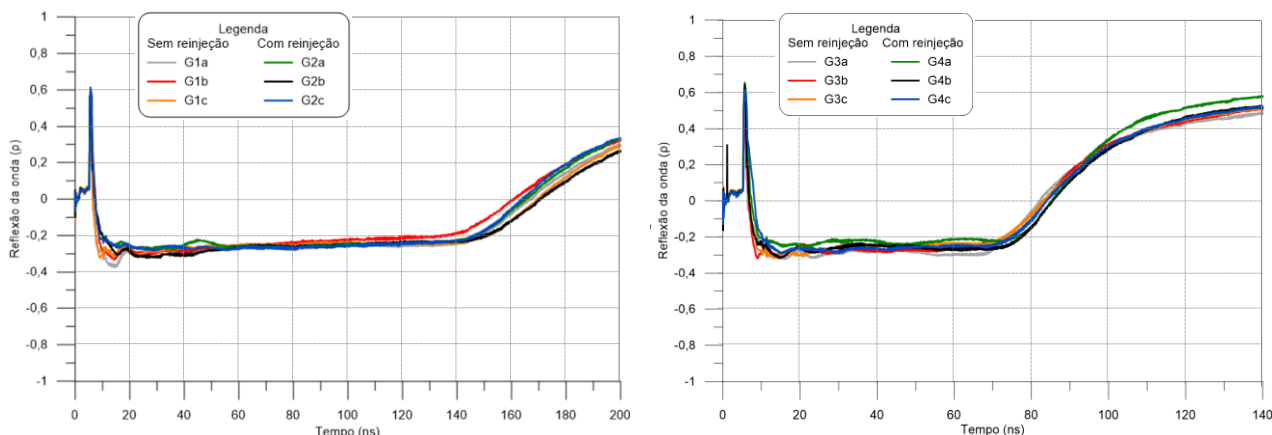 Legenda
Sem reinjeção Com reinjeção
G1a G2a
G1b G2b
G1c G2c
Reflexão da onda (ρ)
1
0,8
0,6
0,4
0,2
0
-0,2
-0,4
-0,6
-0,8
-1
0 20 40 60 80 100 120 140 160 180 200
Tempo (ns)
Legenda
Sem reinjeção Com reinjeção
G3a G4a
G3b G4b
G3c G4c
Reflexão da onda (ρ)
1
0,8
0,6
0,4
0,2
0
-0,2
-0,4
-0,6
-0,8
-1
0 20 40 60 80 100 120 140
Tempo (ns)